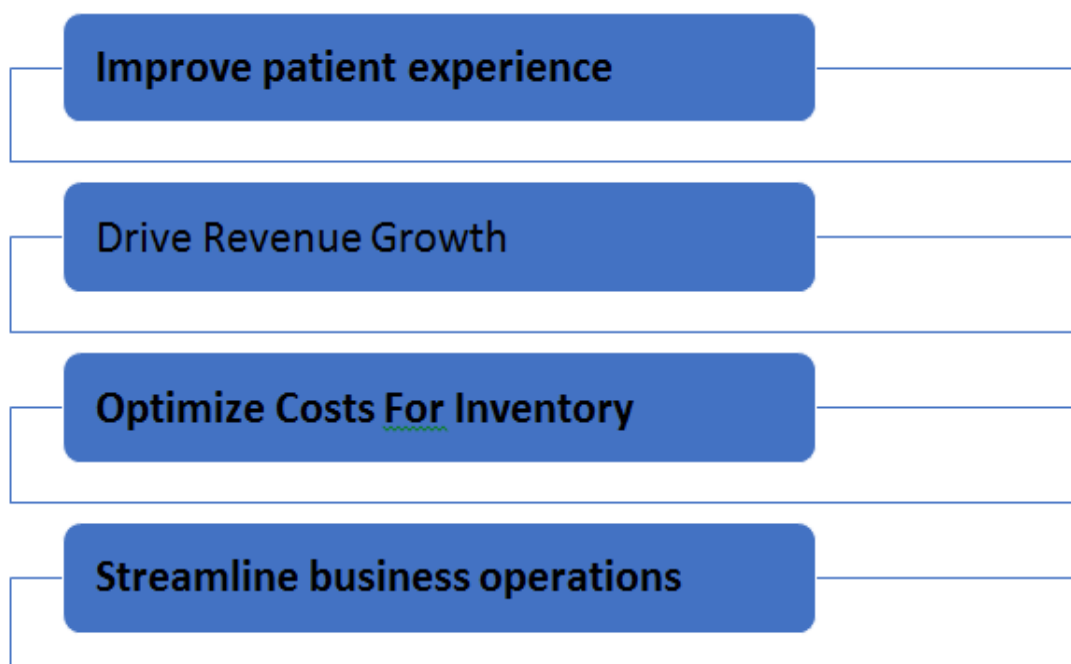 Improve patient experience
Drive Revenue Growth
Optimize Costs For Inventory
Streamline business operations